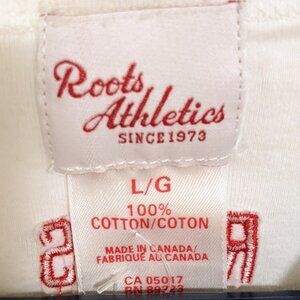 Roots
Athletics
SINCE 1973
L/G
100%
COTTON/COTON
MADE IN CANADA/
FABRIQUÉ AU CANADA
CA 05017